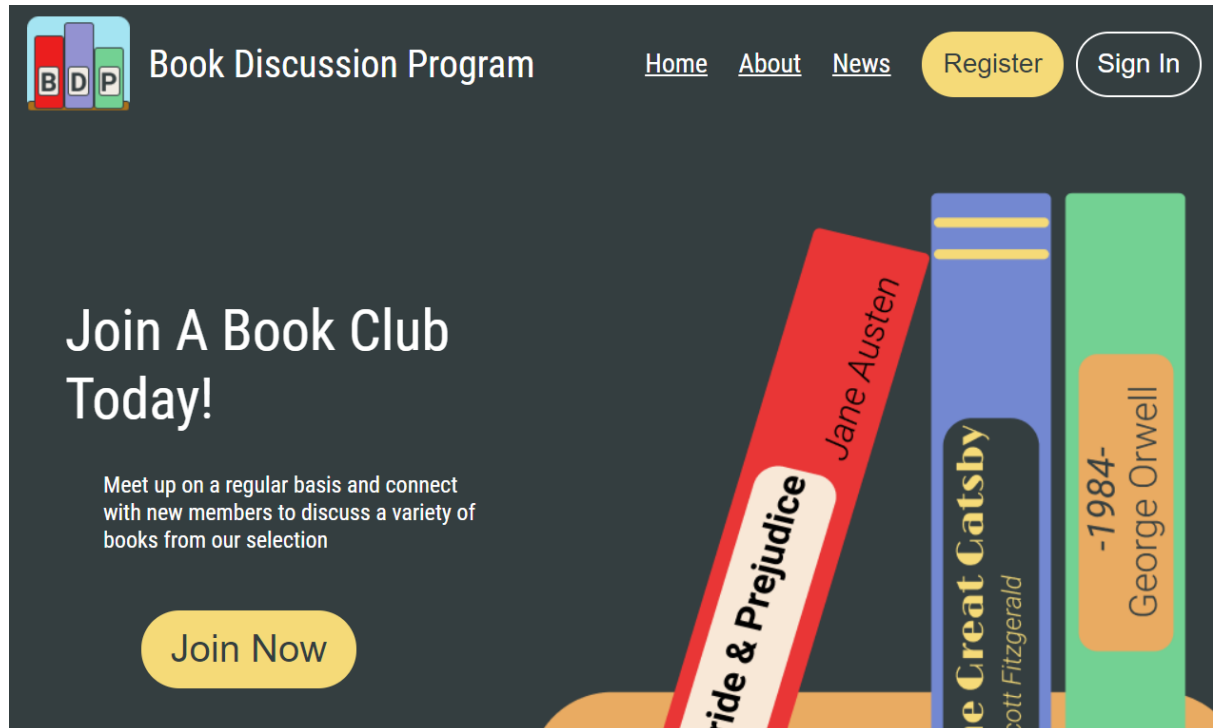 B D P
Book Discussion Program
Home About News Register Sign In
Join A Book Club
Today!
Meet up on a regular basis and connect
with new members to discuss a variety of
books from our selection
Join Now
Jane Austen
ride & Prejudice
e Great Gatsby
cott Fitzgerald
-1984-
George Orwell